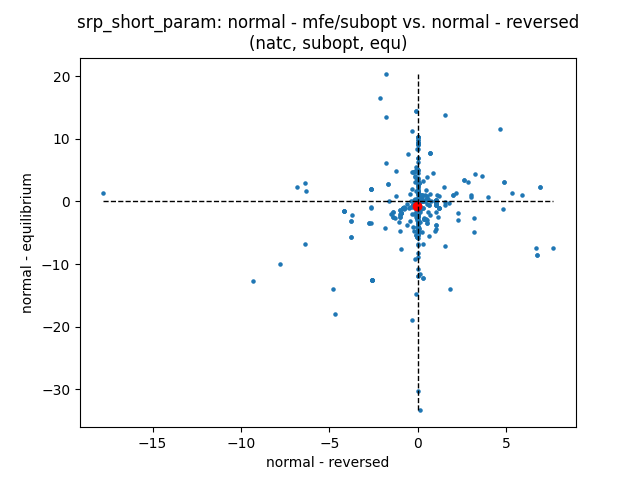 srp_short_param: normal - mfe/subopt vs. normal - reversed
(natc, subopt, equ)
20
10
0
−10
−20
−30
normal - equilibrium
−15
−10
−5
0
5
normal - reversed